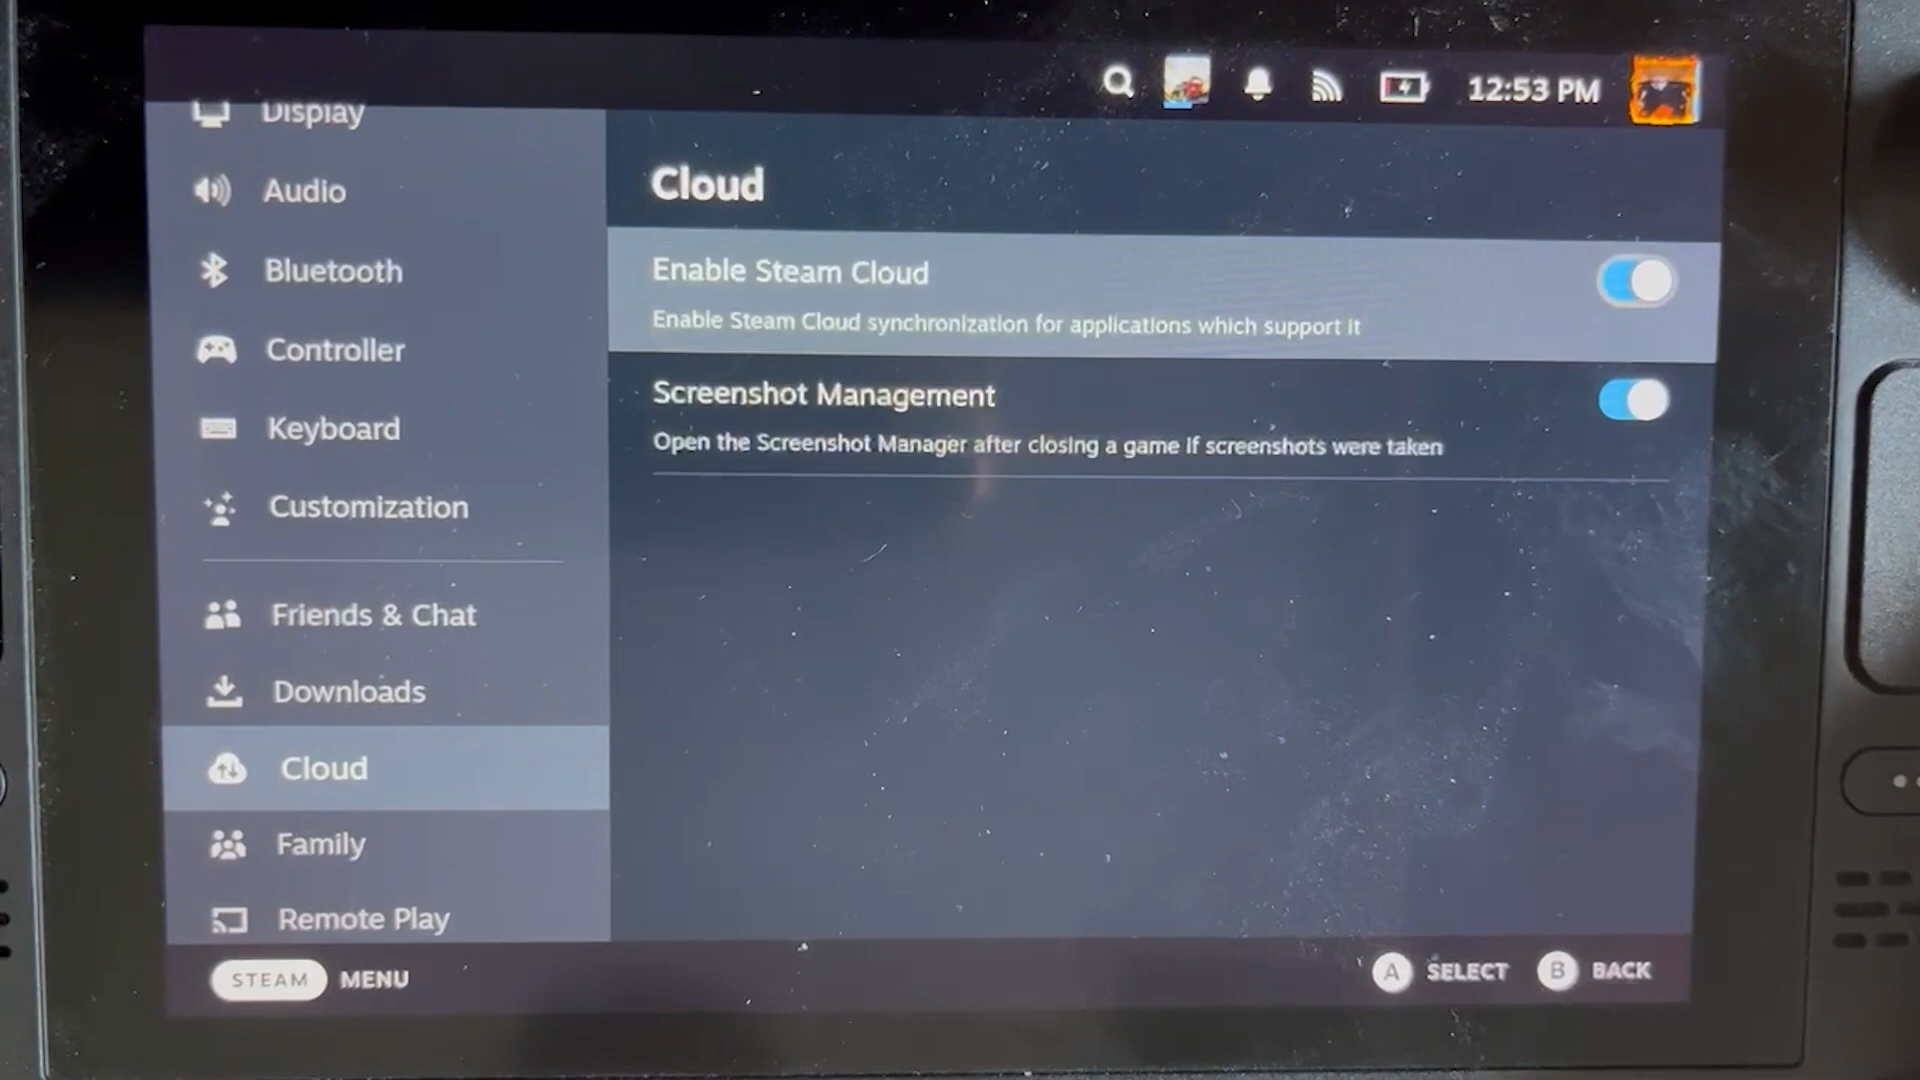 12:53 PM
Display
Audio
Bluetooth
Controller
Keyboard
Customization
Friends & Chat
Downloads
Cloud
Family
Remote Play
Cloud
Enable Steam Cloud
Enable Steam Cloud synchronization for applications which support it
Screenshot Management
Open the Screenshot Manager after closing a game if screenshots were taken
STEAM MENU
A SELECT B BACK